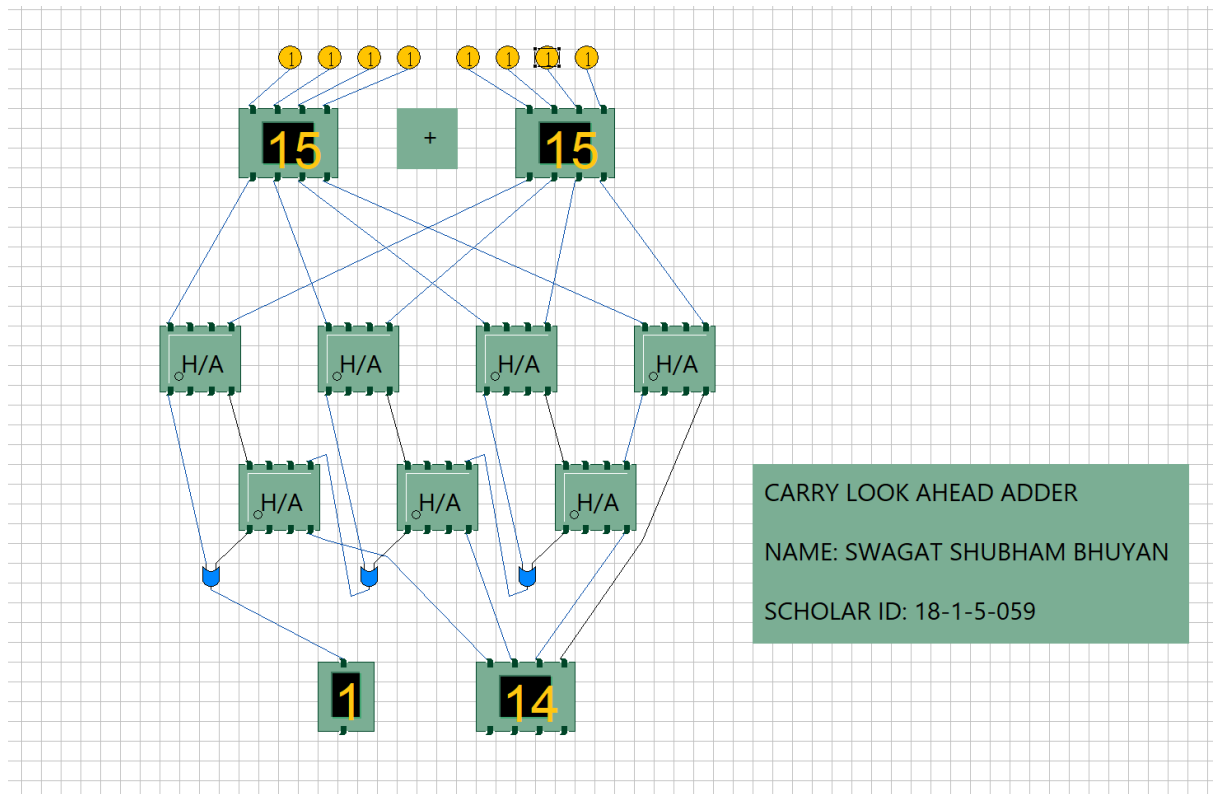 1 1 1 1 1 1 1 1
15 + 15
H/A H/A H/A H/A
H/A H/A H/A
CARRY LOOK AHEAD ADDER
NAME: SWAGAT SHUBHAM BHUYAN
SCHOLAR ID: 18-1-5-059
1 14